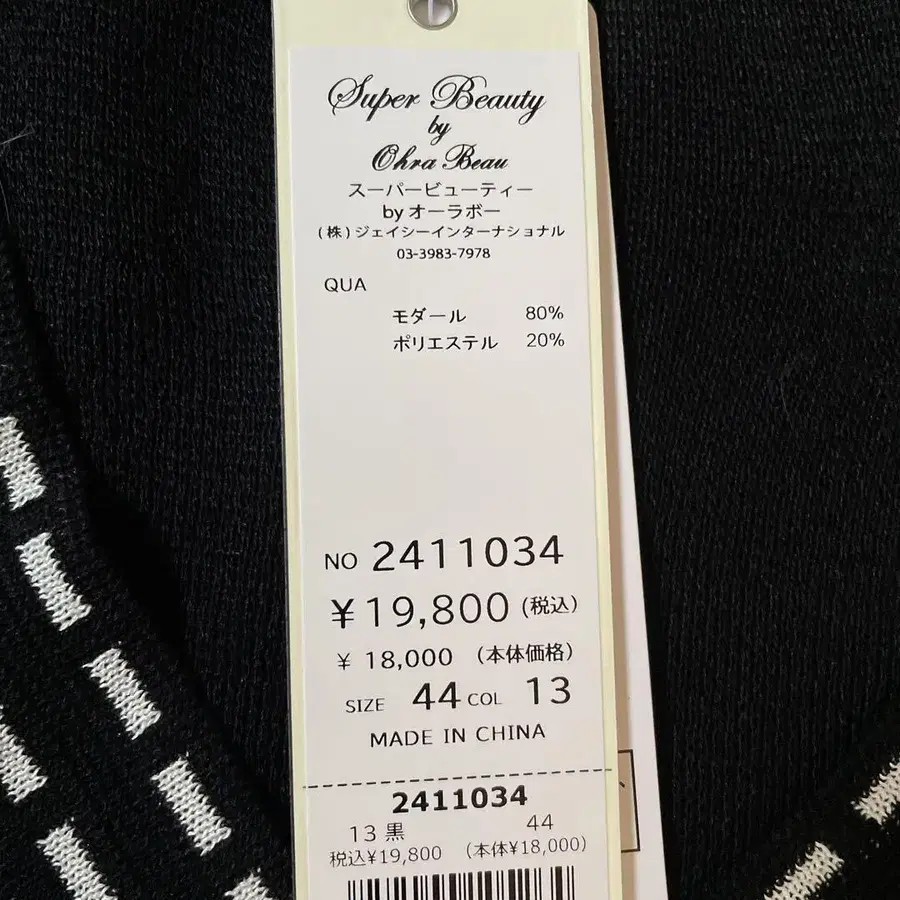 Super Beauty
by
Ohra Beau
スーパービューティー
by オーラボー
(株)ジェイシーインターナショナル
03-3983-7978
QUA
モダール 80%
ポリエステル 20%
NO 2411034
¥19,800 (税込)
¥ 18,000 (本体価格)
SIZE 44 COL 13
MADE IN CHINA
2411034
13 黒 44
税込¥19,800 (本体¥18,000)